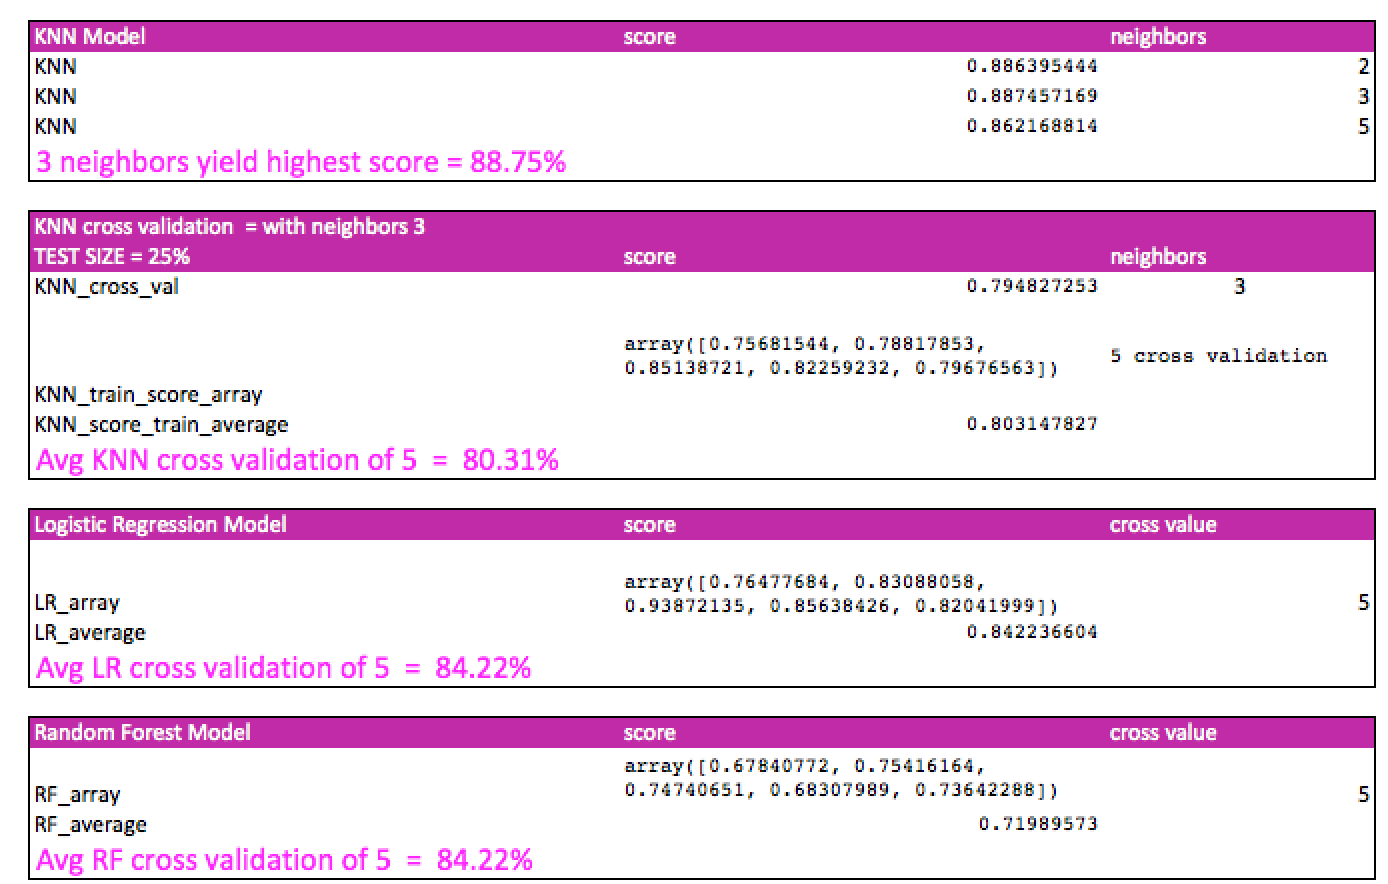 KNN Model score neighbors
KNN 0.886395444 2
KNN 0.887457169 3
KNN 0.862168814 5
3 neighbors yield highest score = 88.75%
KNN cross validation  = with neighbors 3
TEST SIZE = 25% score neighbors
KNN_cross_val 0.794827253 3
array([0.75681544, 0.78817853,
0.85138721, 0.82259232, 0.79676563]) 5 cross validation
KNN_train_score_array
KNN_score_train_average 0.803147827
Avg KNN cross validation of 5  =  80.31%
Logistic Regression Model score cross value
array([0.76477684, 0.83088058,
0.93872135, 0.85638426, 0.82041999])
LR_array 5
LR_average 0.842236604
Avg LR cross validation of 5  =  84.22%
Random Forest Model score cross value
array([0.67840772, 0.75416164,
0.74740651, 0.68307989, 0.73642288])
RF_array 5
RF_average 0.71989573
Avg RF cross validation of 5  =  84.22%